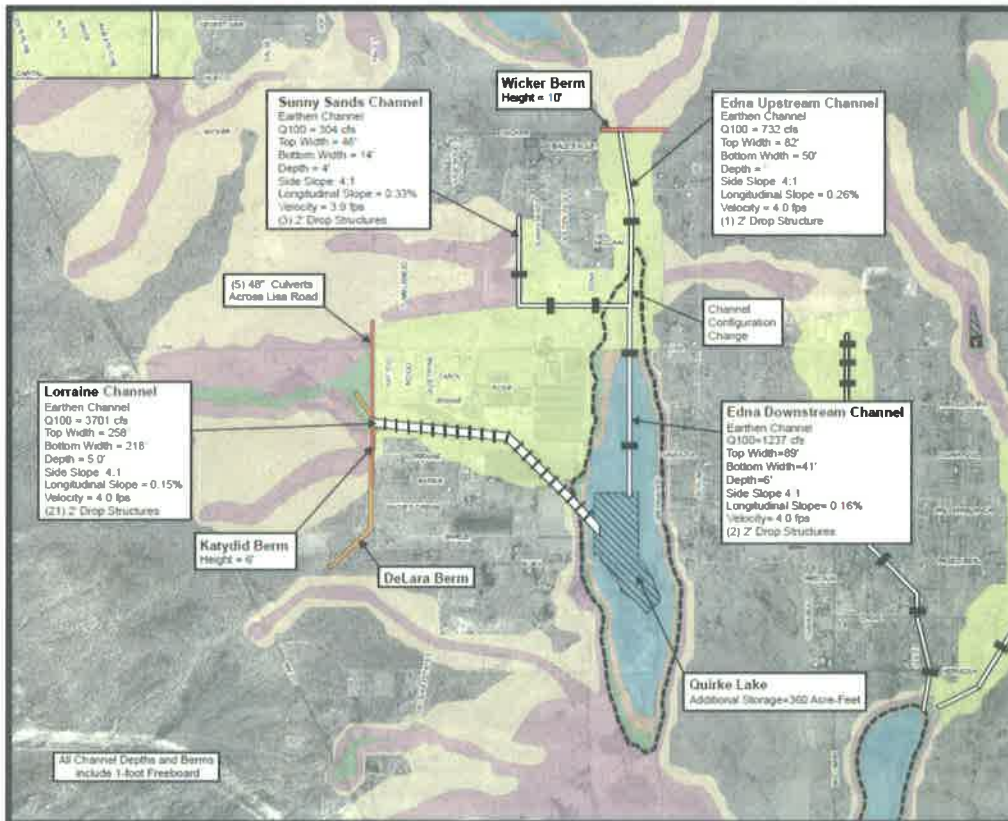 Wicker Berm
Height = 10'
Sunny Sands Channel
Earthen Channel
Q100 = 304 cfs
Top Width = 46'
Bottom Width = 14'
Depth = 4'
Side Slope 4:1
Longitudinal Slope = 0.33%
Velocity = 3.9 fps
(3) 2' Drop Structures
Edna Upstream Channel
Earthen Channel
Q100 = 732 cfs
Top Width = 82'
Bottom Width = 50'
Depth = '
Side Slope 4:1
Longitudinal Slope = 0.26%
Velocity = 4.0 fps
(1) 2' Drop Structure
(5) 48" Culverts
Across Lisa Road
Channel
Configuration
Change
Lorraine Channel
Earthen Channel
Q100 = 3701 cfs
Top Width = 258'
Bottom Width = 218'
Depth = 5.0'
Side Slope 4.1
Longitudinal Slope = 0.15%
Velocity = 4.0 fps
(21) 2' Drop Structures
Edna Downstream Channel
Earthen Channel
Q100=1237 cfs
Top Width=89'
Bottom Width=41'
Depth=6'
Side Slope 4:1
Longitudinal Slope= 0.16%
Velocity= 4.0 fps
(2) 2' Drop Structures
Katydid Berm
Height = 6'
DeLara Berm
Quirke Lake
Additional Storage=360 Acre-Feet
All Channel Depths and Berms
include 1-foot Freeboard